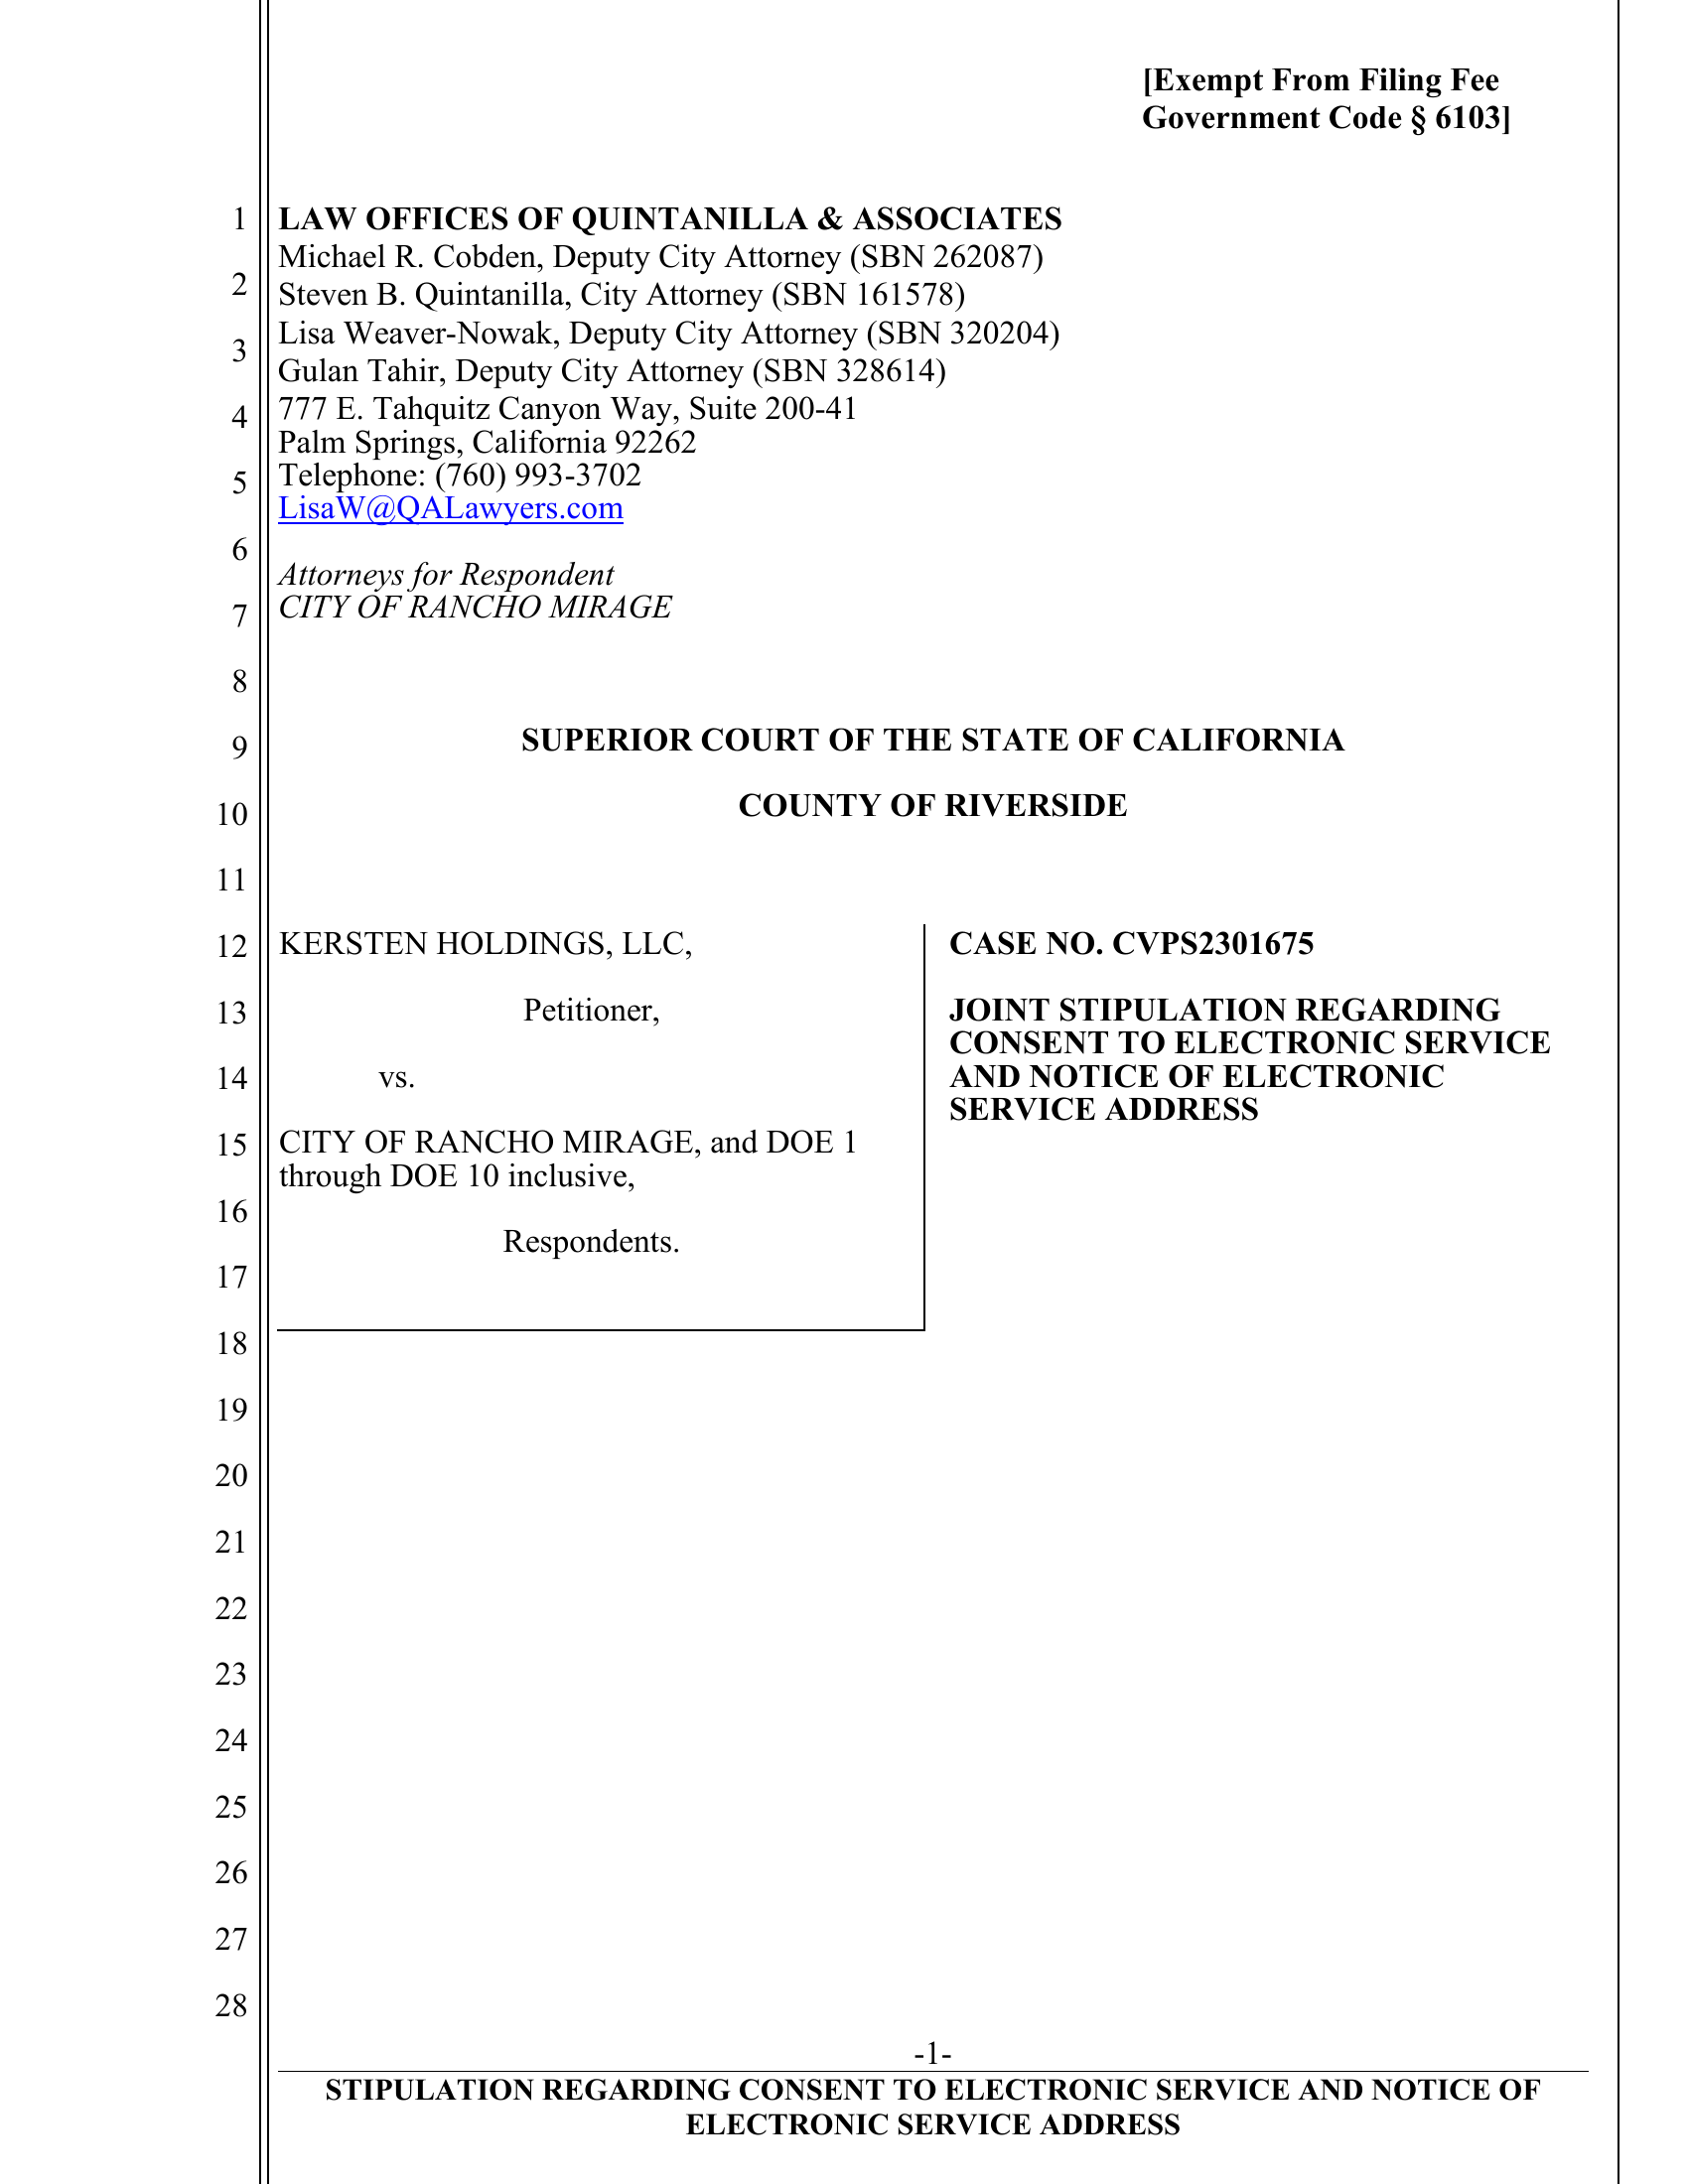 [Exempt From Filing Fee
Government Code § 6103]
1 LAW OFFICES OF QUINTANILLA & ASSOCIATES
Michael R. Cobden, Deputy City Attorney (SBN 262087)
2 Steven B. Quintanilla, City Attorney (SBN 161578)
3 Lisa Weaver-Nowak, Deputy City Attorney (SBN 320204)
Gulan Tahir, Deputy City Attorney (SBN 328614)
4 777 E. Tahquitz Canyon Way, Suite 200-41
Palm Springs, California 92262
5 Telephone: (760) 993-3702
LisaW@QALawyers.com
6
Attorneys for Respondent
7 CITY OF RANCHO MIRAGE
8
9 SUPERIOR COURT OF THE STATE OF CALIFORNIA
10 COUNTY OF RIVERSIDE
11
12 KERSTEN HOLDINGS, LLC,
13 Petitioner,
14 vs.
15 CITY OF RANCHO MIRAGE, and DOE 1
through DOE 10 inclusive,
16
Respondents.
17
CASE NO. CVPS2301675
JOINT STIPULATION REGARDING
CONSENT TO ELECTRONIC SERVICE
AND NOTICE OF ELECTRONIC
SERVICE ADDRESS
18
19
20
21
22
23
24
25
26
27
28
-1-
STIPULATION REGARDING CONSENT TO ELECTRONIC SERVICE AND NOTICE OF
ELECTRONIC SERVICE ADDRESS